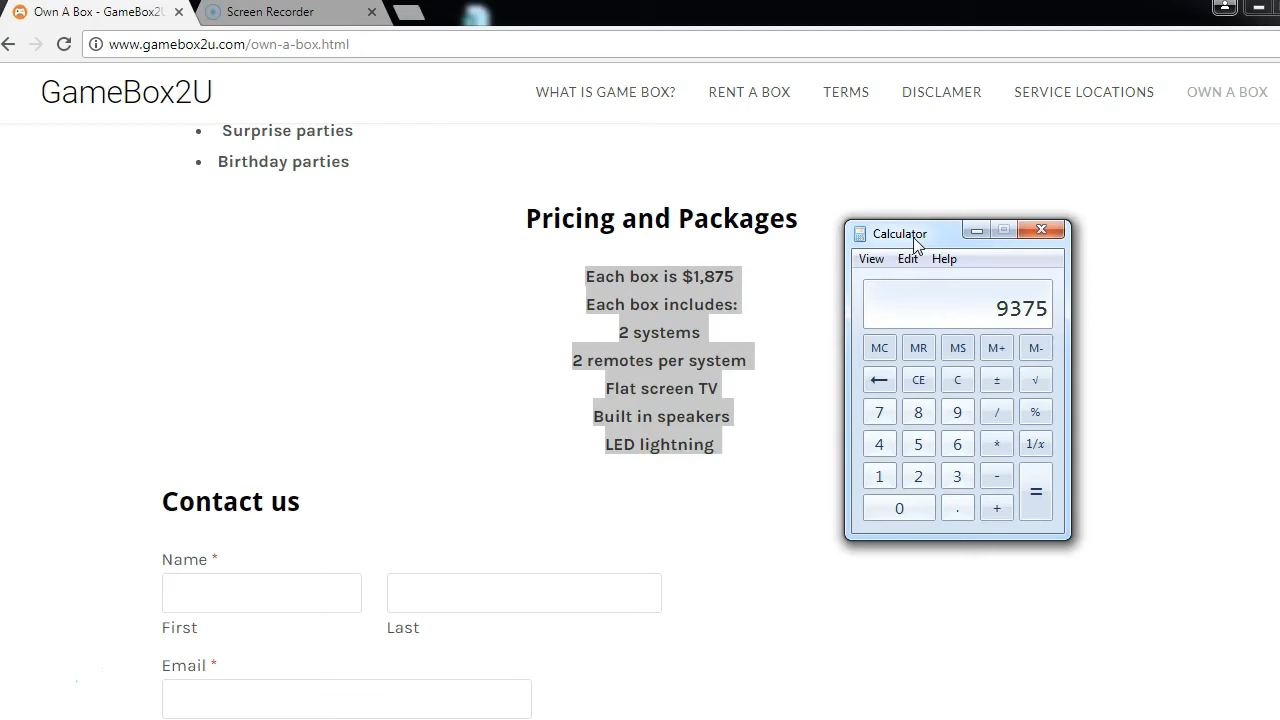 Own A Box - GameBox2U
Screen Recorder
www.gamebox2u.com/own-a-box.html
GameBox2U
WHAT IS GAME BOX?
RENT A BOX
TERMS
DISCLAMER
SERVICE LOCATIONS
OWN A BOX
• Surprise parties
• Birthday parties
Pricing and Packages
Each box is $1,875
Each box includes:
2 systems
2 remotes per system
Flat screen TV
Built in speakers
LED lightning
Calculator
View Edit Help
9375
MC MR MS M+ M-
← CE C ± √
7 8 9 / %
4 5 6 * 1/x
1 2 3 - =
0 . +
Contact us
Name *
First Last
Email *